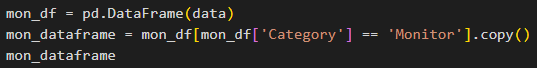 mon_df = pd.DataFrame(data)
mon_dataframe = mon_df[mon_df['Category'] == 'Monitor'].copy()
mon_dataframe